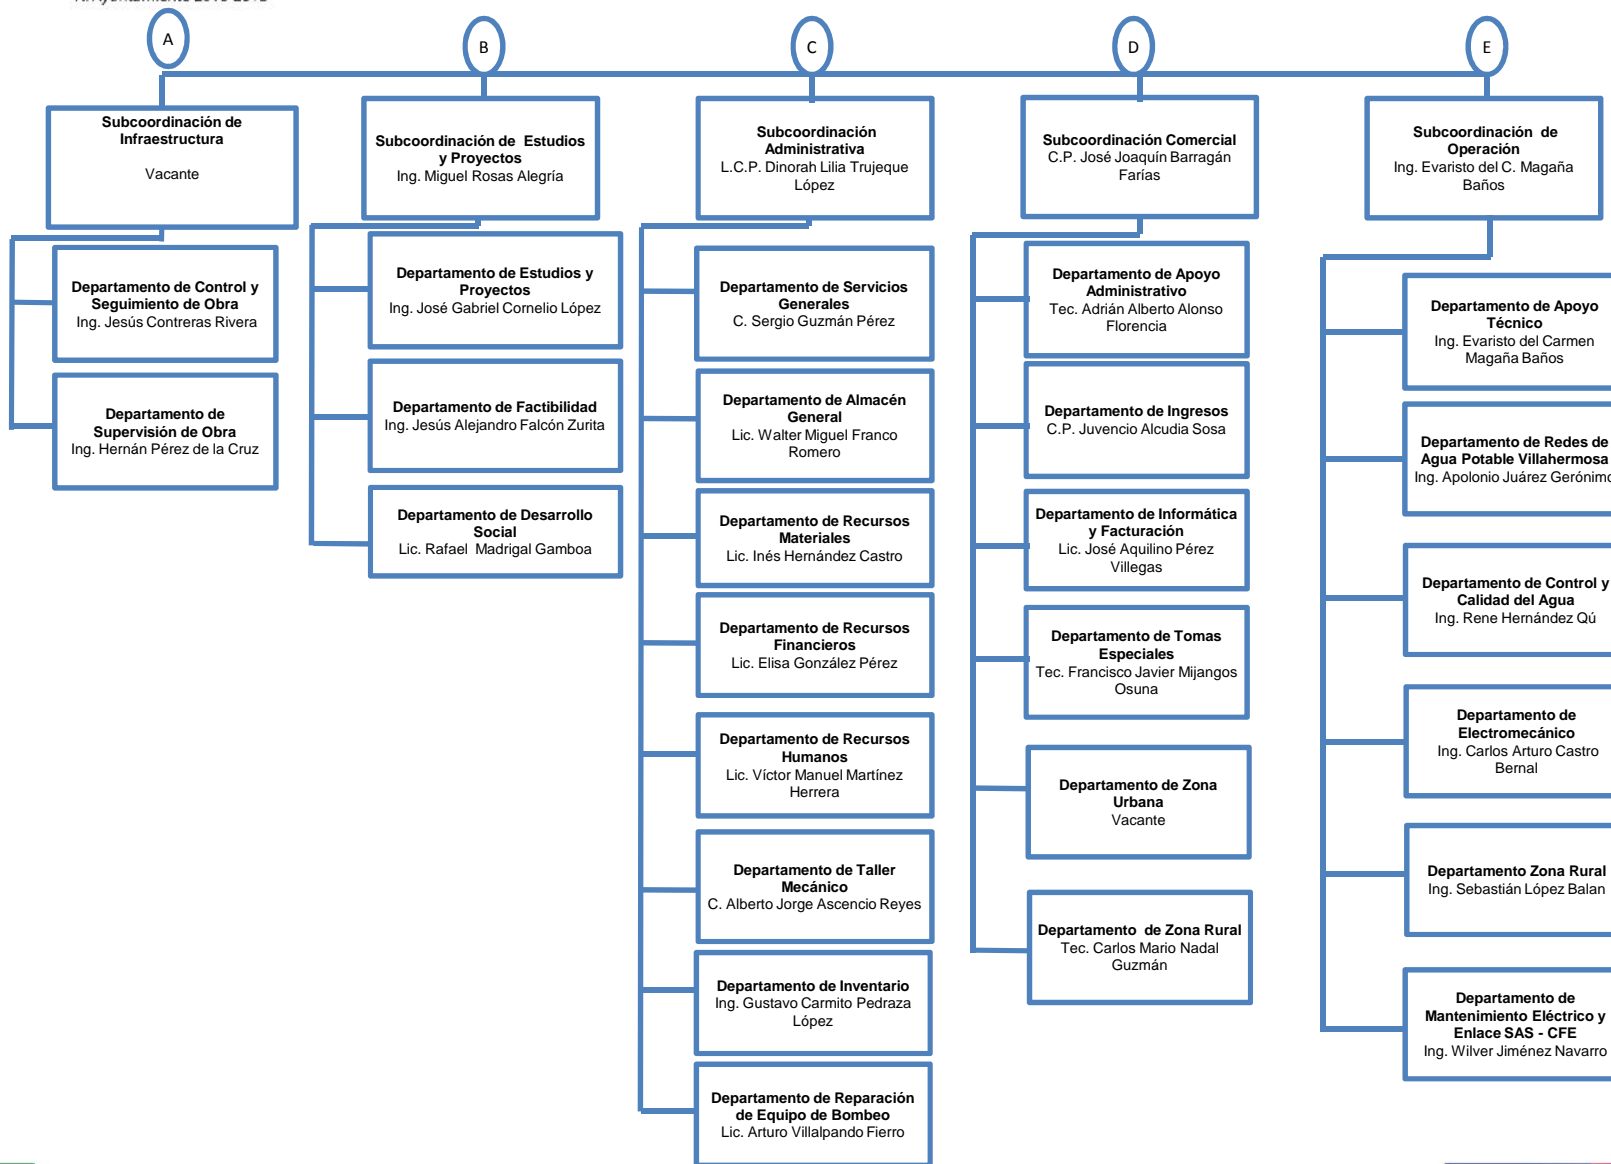 A
B
C
D
E
Subcoordinación de
Infraestructura
Vacante
Departamento de Control y
Seguimiento de Obra
Ing. Jesús Contreras Rivera
Departamento de
Supervisión de Obra
Ing. Hernán Pérez de la Cruz
Subcoordinación de Estudios
y Proyectos
Ing. Miguel Rosas Alegría
Departamento de Estudios y
Proyectos
Ing. José Gabriel Cornelio López
Departamento de Factibilidad
Ing. Jesús Alejandro Falcón Zurita
Departamento de Desarrollo
Social
Lic. Rafael Madrigal Gamboa
Subcoordinación
Administrativa
L.C.P. Dinorah Lilia Trujeque
López
Departamento de Servicios
Generales
C. Sergio Guzmán Pérez
Departamento de Almacén
General
Lic. Walter Miguel Franco
Romero
Departamento de Recursos
Materiales
Lic. Inés Hernández Castro
Departamento de Recursos
Financieros
Lic. Elisa González Pérez
Departamento de Recursos
Humanos
Lic. Víctor Manuel Martínez
Herrera
Departamento de Taller
Mecánico
C. Alberto Jorge Ascencio Reyes
Departamento de Inventario
Ing. Gustavo Carmito Pedraza
López
Departamento de Reparación
de Equipo de Bombeo
Lic. Arturo Villalpando Fierro
Subcoordinación Comercial
C.P. José Joaquín Barragán
Farías
Departamento de Apoyo
Administrativo
Tec. Adrián Alberto Alonso
Florencia
Departamento de Ingresos
C.P. Juvencio Alcudia Sosa
Departamento de Informática
y Facturación
Lic. José Aquilino Pérez
Villegas
Departamento de Tomas
Especiales
Tec. Francisco Javier Mijangos
Osuna
Departamento de Zona
Urbana
Vacante
Departamento de Zona Rural
Tec. Carlos Mario Nadal
Guzmán
Subcoordinación de
Operación
Ing. Evaristo del C. Magaña
Baños
Departamento de Apoyo
Técnico
Ing. Evaristo del Carmen
Magaña Baños
Departamento de Redes de
Agua Potable Villahermosa
Ing. Apolonio Juárez Gerónimo
Departamento de Control y
Calidad del Agua
Ing. Rene Hernández Qú
Departamento de
Electromecánico
Ing. Carlos Arturo Castro
Bernal
Departamento Zona Rural
Ing. Sebastián López Balan
Departamento de
Mantenimiento Eléctrico y
Enlace SAS - CFE
Ing. Wilver Jiménez Navarro